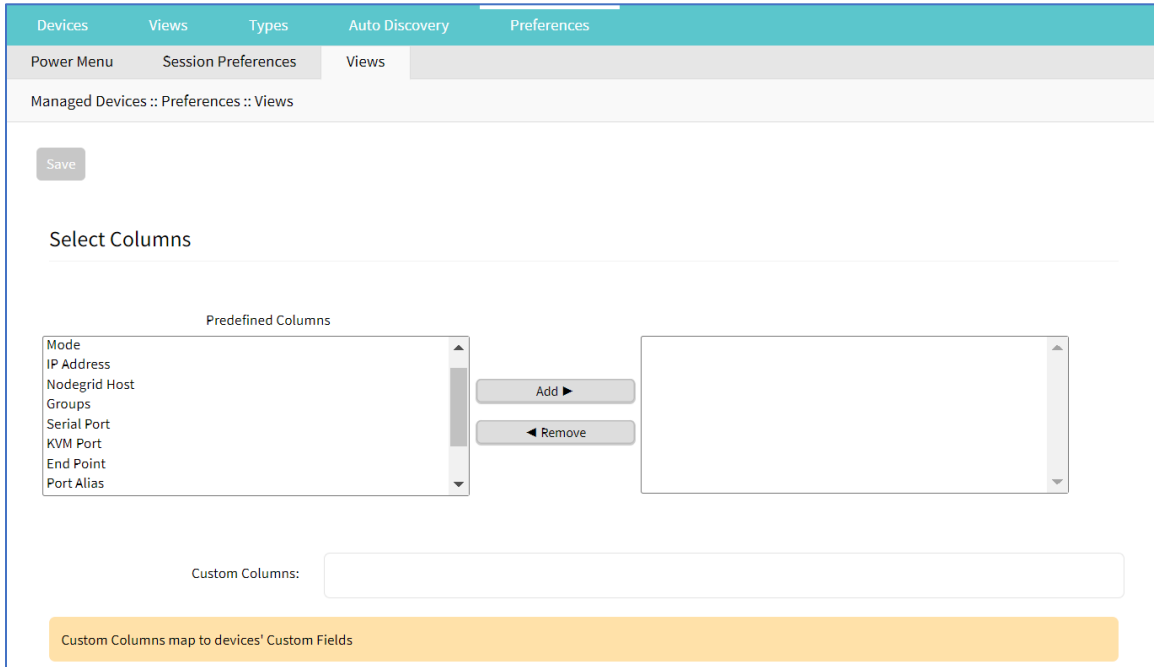 Devices Views Types Auto Discovery Preferences
Power Menu Session Preferences Views
Managed Devices :: Preferences :: Views
Save
Select Columns
Predefined Columns
Mode
IP Address
Nodegrid Host
Groups
Serial Port
KVM Port
End Point
Port Alias
Add ►
◄ Remove
Custom Columns:
Custom Columns map to devices' Custom Fields